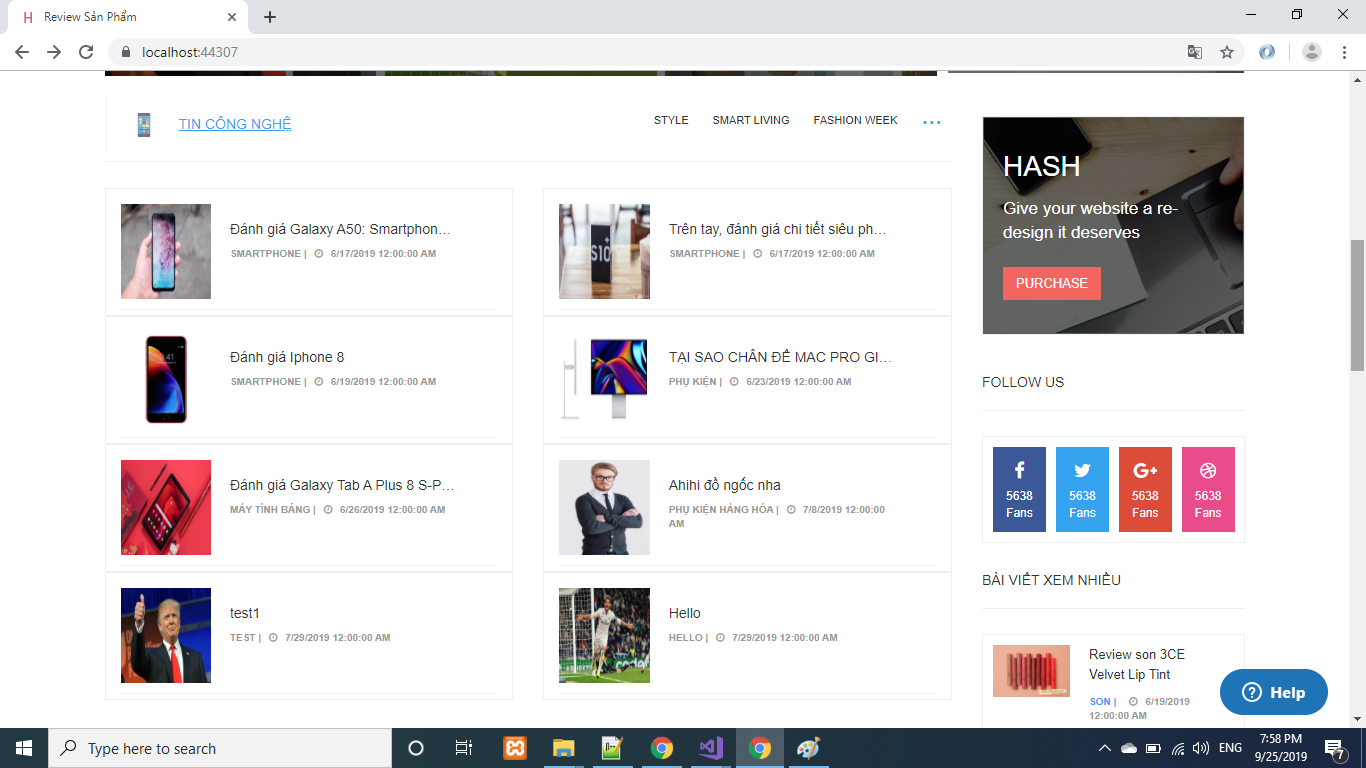 Review Sản Phẩm
localhost:44307
TIN CÔNG NGHỆ
STYLE SMART LIVING FASHION WEEK ...
Đánh giá Galaxy A50: Smartphon...
SMARTPHONE | 6/17/2019 12:00:00 AM
Trên tay, đánh giá chi tiết siêu ph...
SMARTPHONE | 6/17/2019 12:00:00 AM
Đánh giá Iphone 8
SMARTPHONE | 6/19/2019 12:00:00 AM
TẠI SAO CHÂN ĐẾ MAC PRO GI...
PHỤ KIỆN | 6/23/2019 12:00:00 AM
Đánh giá Galaxy Tab A Plus 8 S-P...
MÁY TÍNH BẢNG | 6/26/2019 12:00:00 AM
Ahihi đồ ngốc nha
PHỤ KIỆN HÀNG HÓA | 7/8/2019 12:00:00
AM
test1
TEST | 7/29/2019 12:00:00 AM
Hello
HELLO | 7/29/2019 12:00:00 AM
S10+
HASH
Give your website a re-
design it deserves
PURCHASE
FOLLOW US
5638
Fans
5638
Fans
5638
Fans
5638
Fans
BÀI VIẾT XEM NHIỀU
Review son 3CE
Velvet Lip Tint
SON | 6/19/2019
12:00:00 AM
Help
Type here to search
ENG
7:58 PM
9/25/2019
7